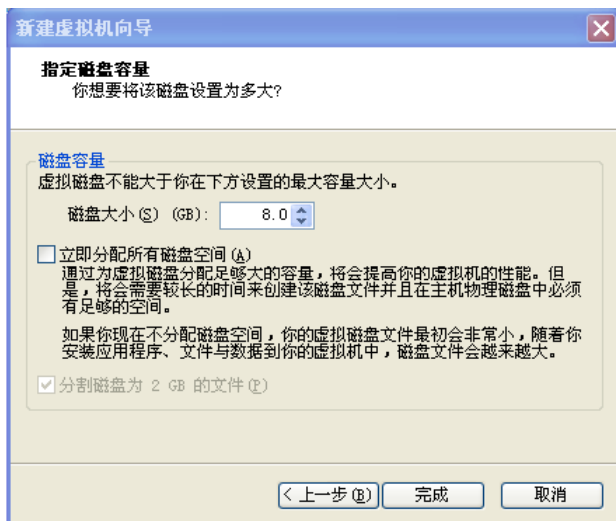 新建虚拟机向导
指定磁盘容量
你想要将该磁盘设置为多大?
磁盘容量
虚拟磁盘不能大于你在下方设置的最大容量大小。
磁盘大小(S) (GB): 8.0
立即分配所有磁盘空间(A)
通过为虚拟磁盘分配足够大的容量，将会提高你的虚拟机的性能。但
是，将会需要较长的时间来创建该磁盘文件并且在主机物理磁盘中必须
有足够的空间。
如果你现在不分配磁盘空间，你的虚拟磁盘文件最初会非常小，随着你
安装应用程序、文件与数据到你的虚拟机中，磁盘文件会越来越大。
分割磁盘为 2 GB 的文件(P)
< 上一步(B) 完成 取消